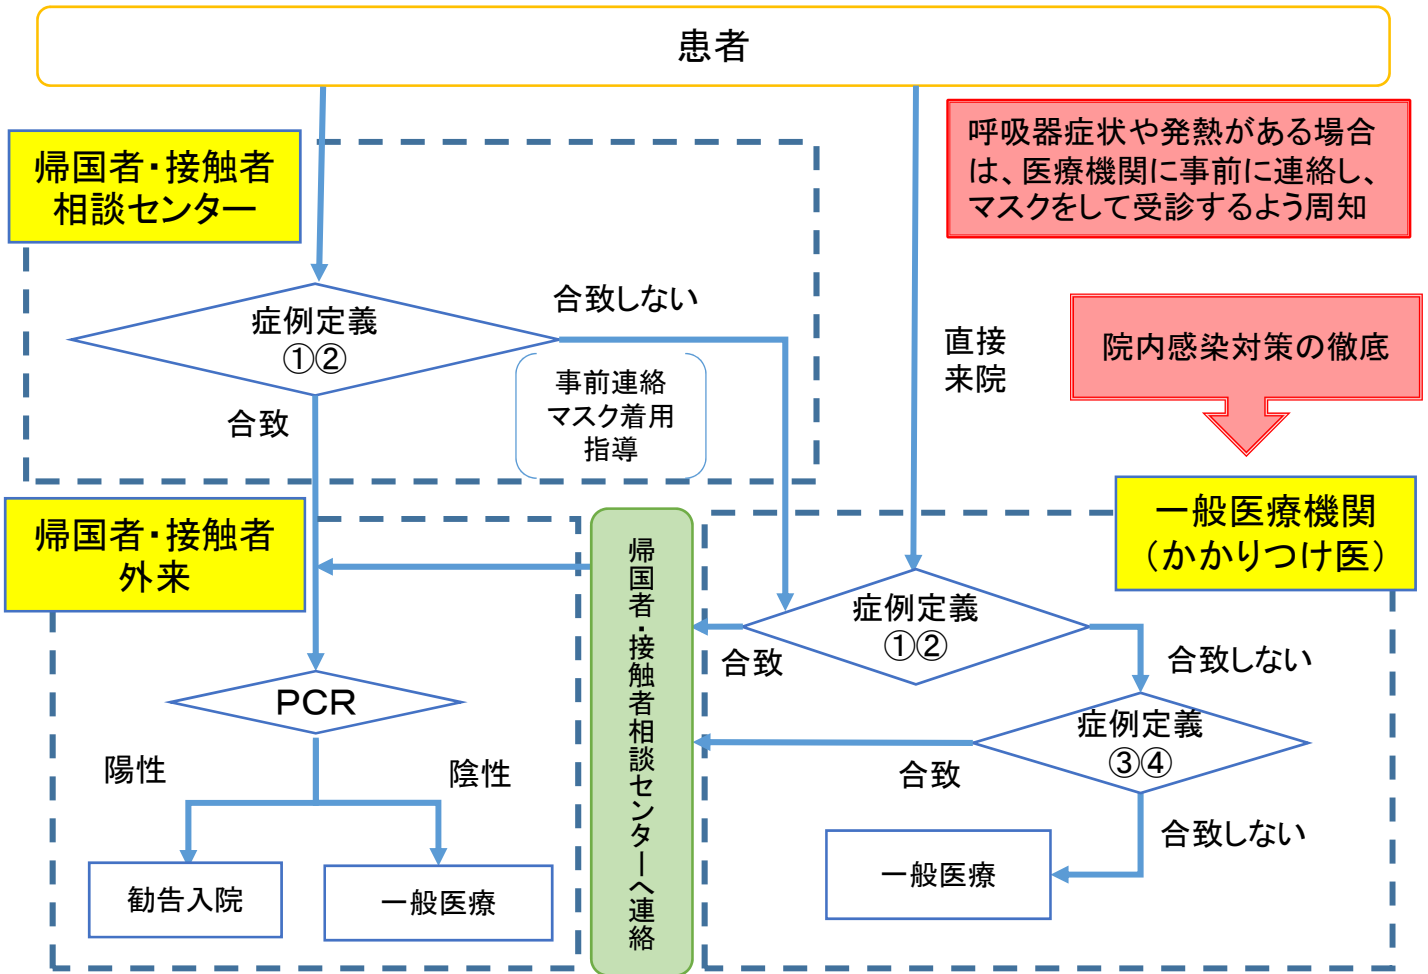 患者
呼吸器症状や発熱がある場合
は、医療機関に事前に連絡し、
マスクをして受診するよう周知
帰国者・接触者
相談センター
症例定義
①②
合致しない
事前連絡
マスク着用
指導
合致
直接
来院
院内感染対策の徹底
帰国者・接触者
外来
帰国者・接触者相談センターへ連絡
一般医療機関
（かかりつけ医）
症例定義
①②
合致
合致しない
症例定義
③④
合致
合致しない
一般医療
PCR
陽性
陰性
勧告入院
一般医療